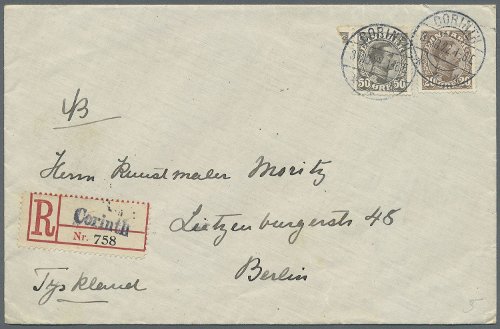 CORINTH
CORINTH
50 ØRE 50
A/B
Herrn Kunstmaler Moritz
R
Corinth
Nr. 758
Lietzenburgerstr 48
Berlin
Tyskland